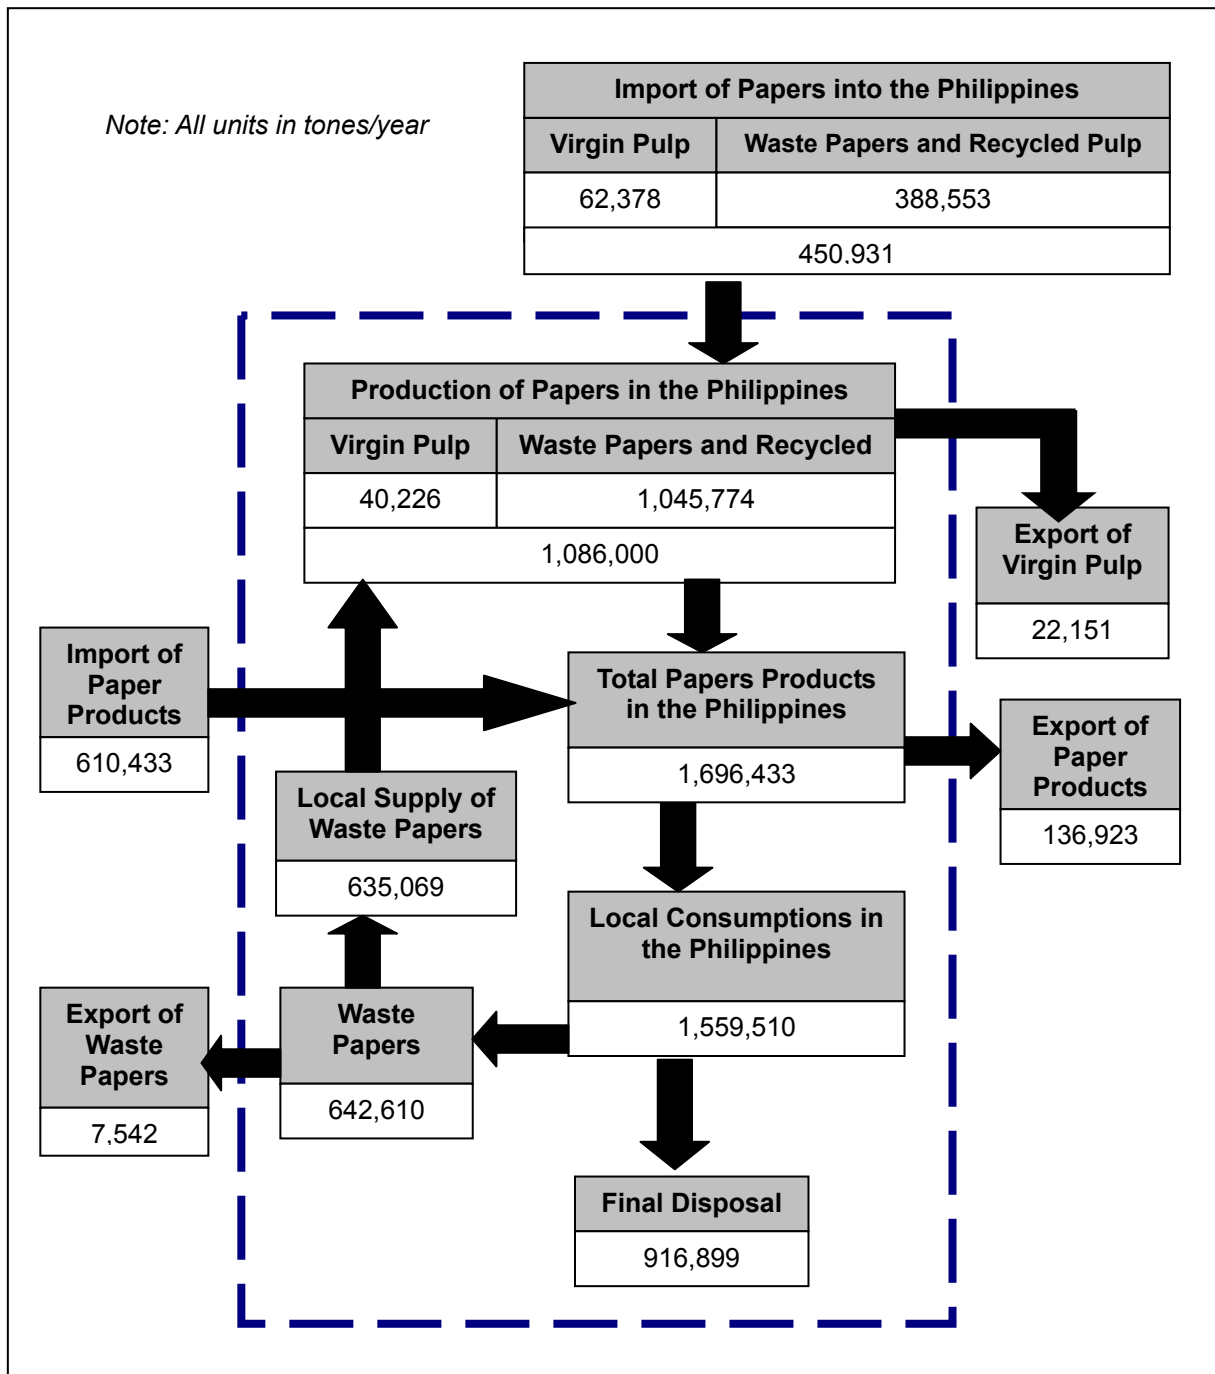 Note: All units in tones/year
Import of Papers into the Philippines
Virgin Pulp
Waste Papers and Recycled Pulp
62,378
388,553
450,931
Production of Papers in the Philippines
Virgin Pulp
Waste Papers and Recycled
40,226
1,045,774
1,086,000
Export of
Virgin Pulp
22,151
Import of
Paper
Products
610,433
Total Papers Products
in the Philippines
1,696,433
Export of
Paper
Products
136,923
Local Supply of
Waste Papers
635,069
Local Consumptions in
the Philippines
1,559,510
Export of
Waste
Papers
7,542
Waste
Papers
642,610
Final Disposal
916,899